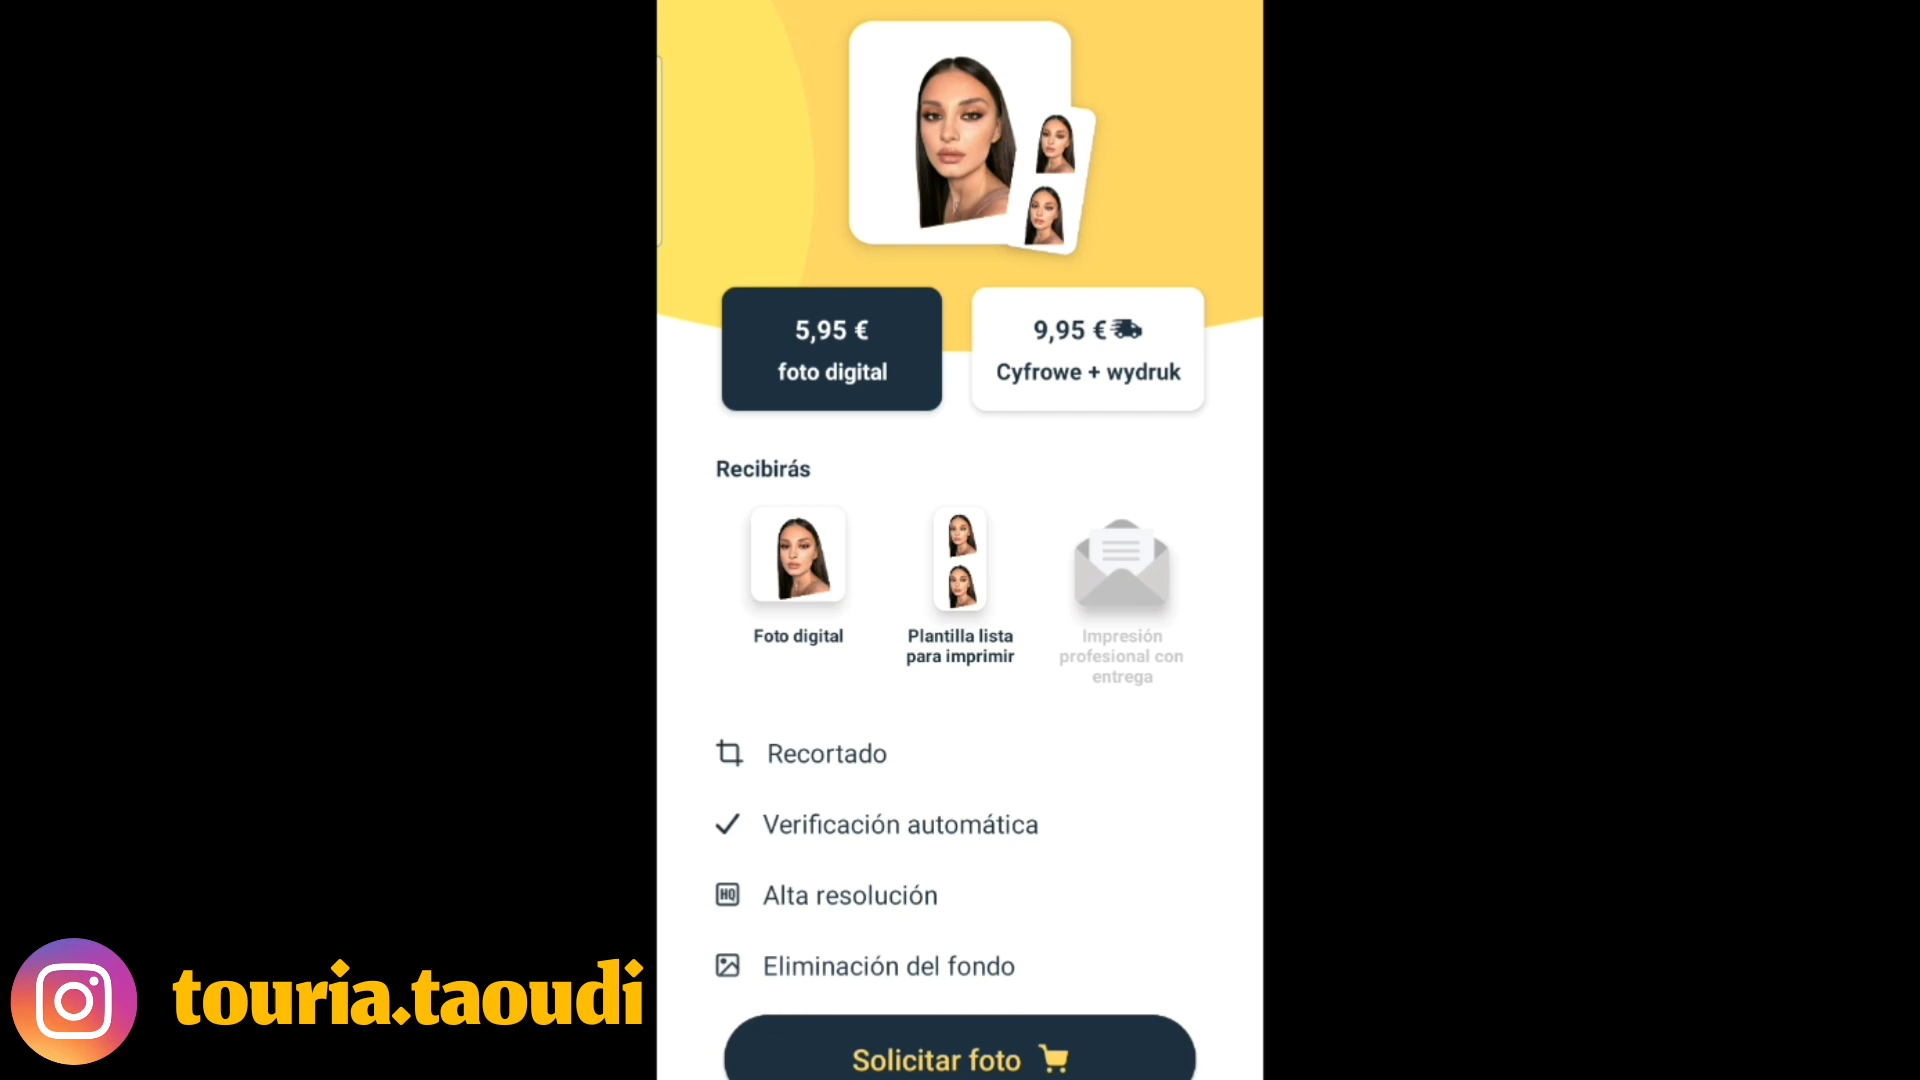 5,95 €
foto digital
9,95 €
Cyfrowe + wydruk
Recibirás
Foto digital
Plantilla lista
para imprimir
Impresión
profesional con
entrega
Recortado
Verificación automática
HQ
Alta resolución
Eliminación del fondo
Solicitar foto
touria.taoudi